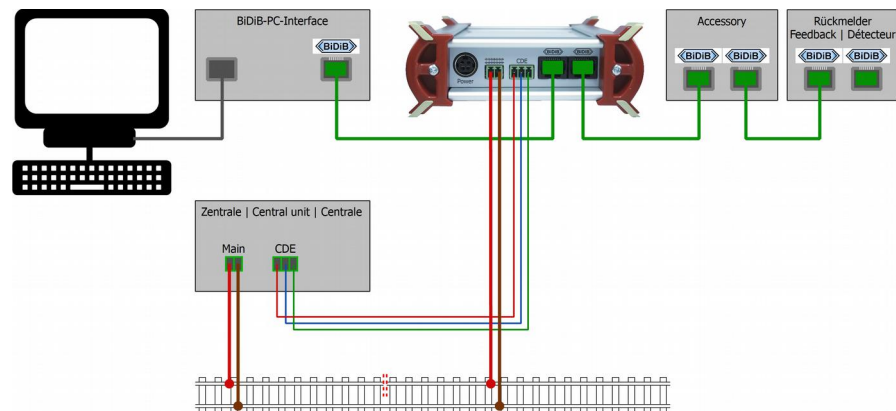 BiDiB-PC-Interface
BiDiB
Power
CDE
BiDiB
BiDiB
Accessory
BiDiB
BiDiB
Rückmelder
Feedback | Détecteur
BiDiB
BiDiB
Zentrale | Central unit | Centrale
Main
CDE